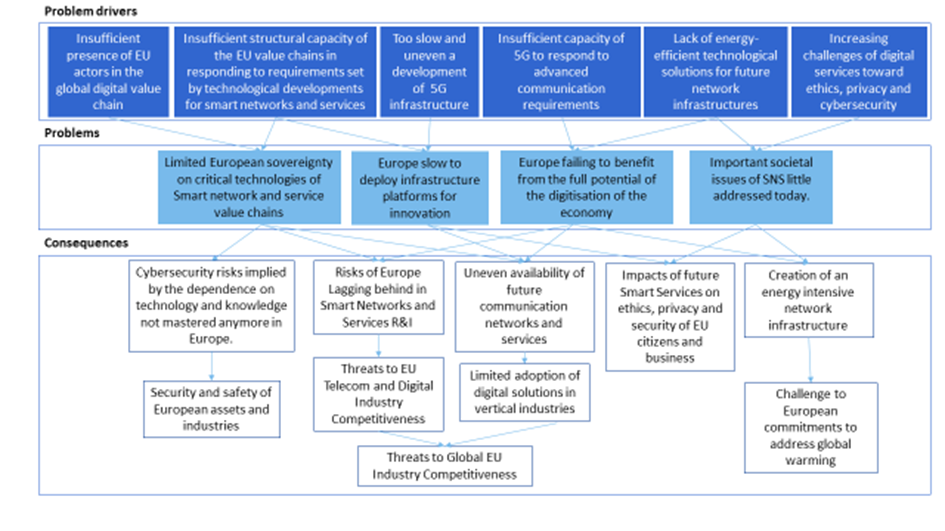 Problem drivers
Insufficient
presence of EU
actors in the
global digital value
chain
Insufficient structural capacity of
the EU value chains in
responding to requirements set
by technological developments
for smart networks and services
Too slow and
uneven a
development
of 5G
infrastructure
Insufficient capacity of
5G to respond to
advanced
communication
requirements
Lack of energy-
efficient technological
solutions for future
network
infrastructures
Increasing
challenges of digital
services toward
ethics, privacy and
cybersecurity
Problems
Limited European sovereignty
on critical technologies of
Smart network and service
value chains
Europe slow to
deploy infrastructure
platforms for
innovation
Europe failing to benefit
from the full potential of
the digitisation of the
economy
Important societal
issues of SNS little
addressed today.
Consequences
Cybersecurity risks implied
by the dependence on
technology and knowledge
not mastered anymore in
Europe.
Risks of Europe
Lagging behind in
Smart Networks and
Services R&I
Uneven availability of
future
communication
networks and
services
Impacts of future
Smart Services on
ethics, privacy and
security of EU
citizens and
business
Creation of an
energy intensive
network
infrastructure
Security and safety of
European assets and
industries
Threats to EU
Telecom and Digital
Industry
Competitiveness
Limited adoption of
digital solutions in
vertical industries
Challenge to
European
commitments to
address global
warming
Threats to Global EU
Industry Competitiveness